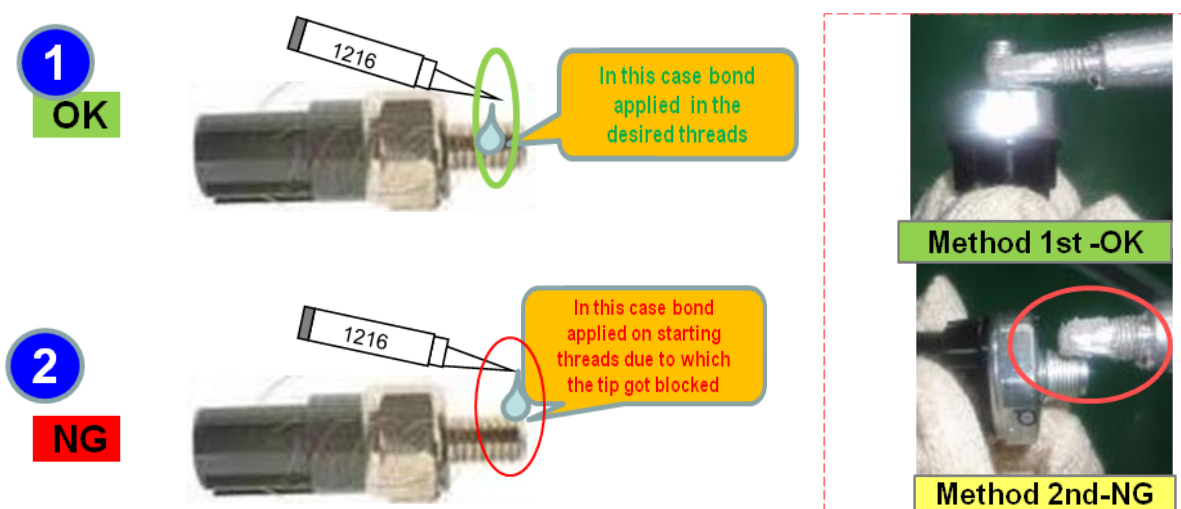 1
OK
1216
In this case bond
applied in the
desired threads
Method 1st -OK
2
NG
1216
In this case bond
applied on starting
threads due to which
the tip got blocked
Method 2nd-NG